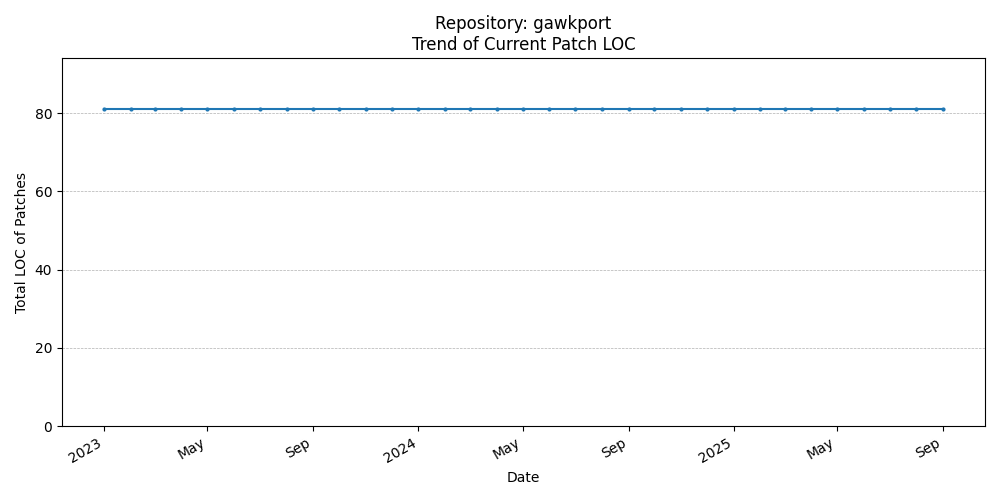 Repository: gawkport
Trend of Current Patch LOC
Total LOC of Patches
80
60
40
20
0
2023 May Sep 2024 May Sep 2025 May Sep
Date